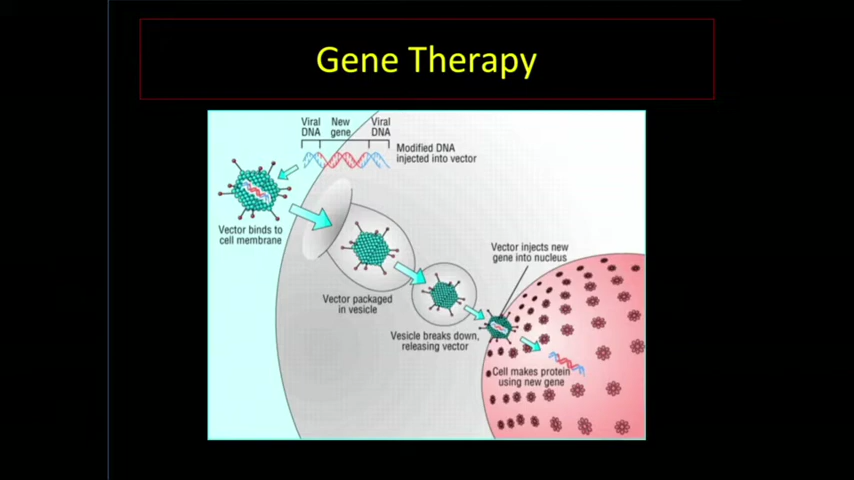 Gene Therapy
Viral
DNA
New
gene
Viral
DNA
Modified DNA
injected into vector
Vector binds to
cell membrane
Vector packaged
in vesicle
Vesicle breaks down,
releasing vector
Vector injects new
gene into nucleus
Cell makes protein
using new gene